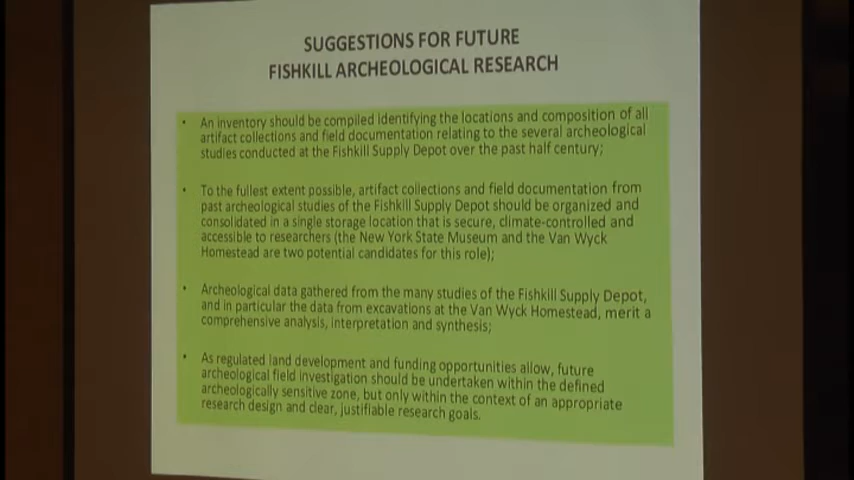 SUGGESTIONS FOR FUTURE
FISHKILL ARCHEOLOGICAL RESEARCH
• An inventory should be compiled identifying the locations and composition of all
artifact collections and field documentation relating to the several archeological
studies conducted at the Fishkill Supply Depot over the past half century;
• To the fullest extent possible, artifact collections and field documentation from
past archeological studies of the Fishkill Supply Depot should be organized and
consolidated in a single storage location that is secure, climate-controlled and
accessible to researchers (the New York State Museum and the Van Wyck
Homestead are two potential candidates for this role);
• Archeological data gathered from the many studies of the Fishkill Supply Depot,
and in particular the data from excavations at the Van Wyck Homestead, merit a
comprehensive analysis, interpretation and synthesis;
• As regulated land development and funding opportunities allow, future
archeological field investigation should be undertaken within the defined
archeologically sensitive zone, but only within the context of an appropriate
research design and clear, justifiable research goals.